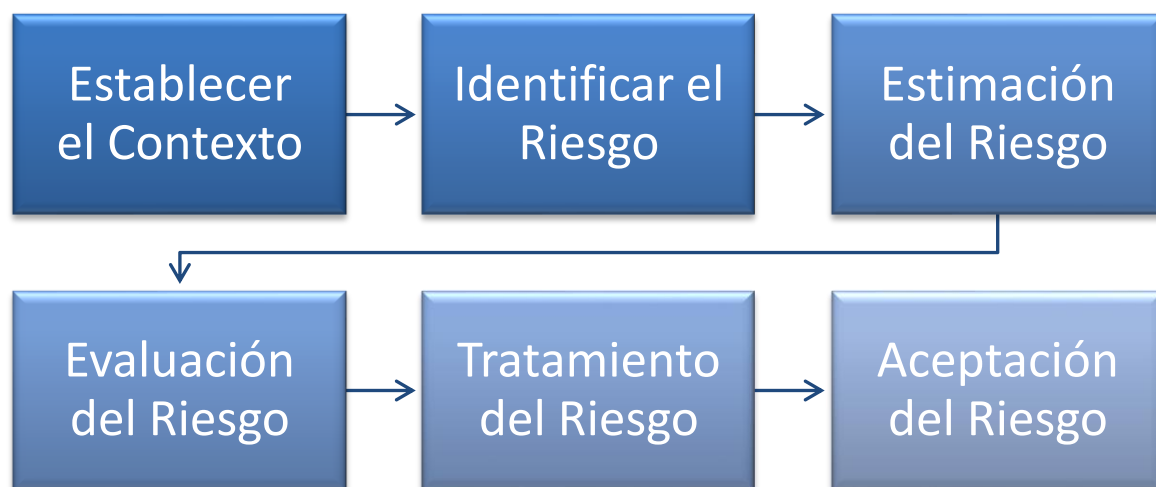 Establecer
el Contexto
Identificar el
Riesgo
Estimación
del Riesgo
Evaluación
del Riesgo
Tratamiento
del Riesgo
Aceptación
del Riesgo